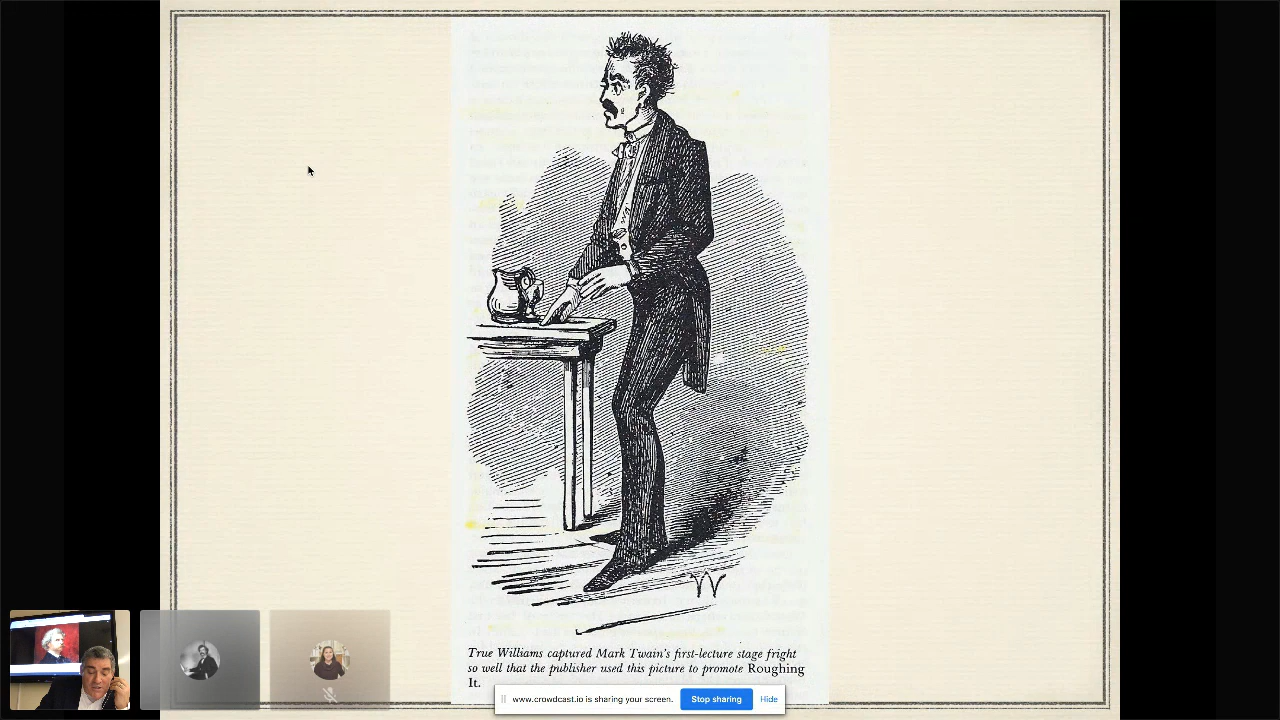 W
True Williams captured Mark Twain's first-lecture stage fright
so well that the publisher used this picture to promote Roughing
It.
www.crowdcast.io is sharing your screen.
Stop sharing
Hide